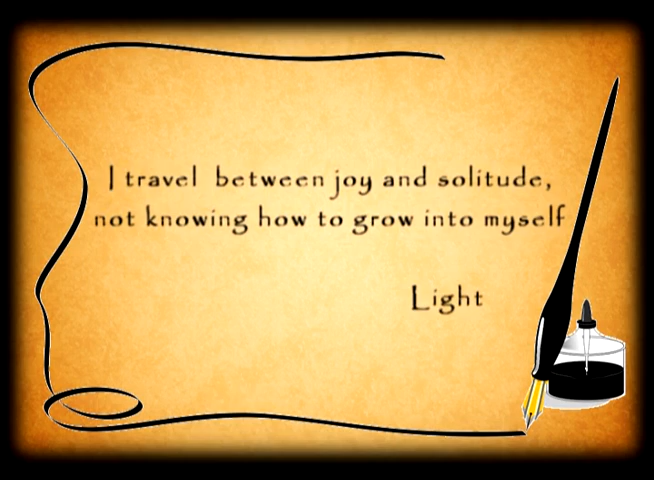 I travel between joy and solitude,
not knowing how to grow into myself
Light